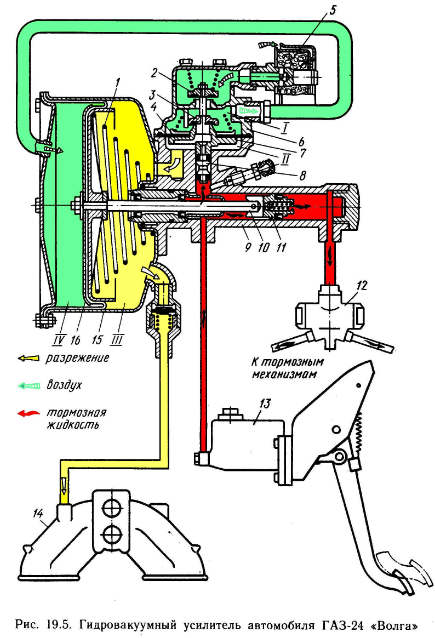 5
1
2
3
4
I
6
7
II
8
9
10
11
12
IV
16
15
III
разрежение
воздух
тормозная
жидкость
К тормозным
механизмам
13
14
Рис. 19.5. Гидровакуумный усилитель автомобиля ГАЗ-24 «Волга»